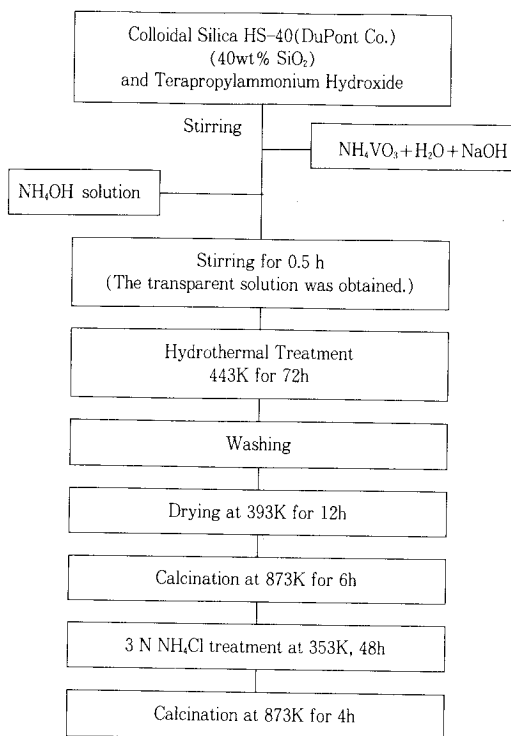 Colloidal Silica HS-40(DuPont Co.)
(40wt% SiO₂)
and Terapropylammonium Hydroxide
Stirring
NH₄VO₃+H₂O+NaOH
NH₄OH solution
Stirring for 0.5 h
(The transparent solution was obtained.)
Hydrothermal Treatment
443K for 72h
Washing
Drying at 393K for 12h
Calcination at 873K for 6h
3 N NH₄Cl treatment at 353K, 48h
Calcination at 873K for 4h